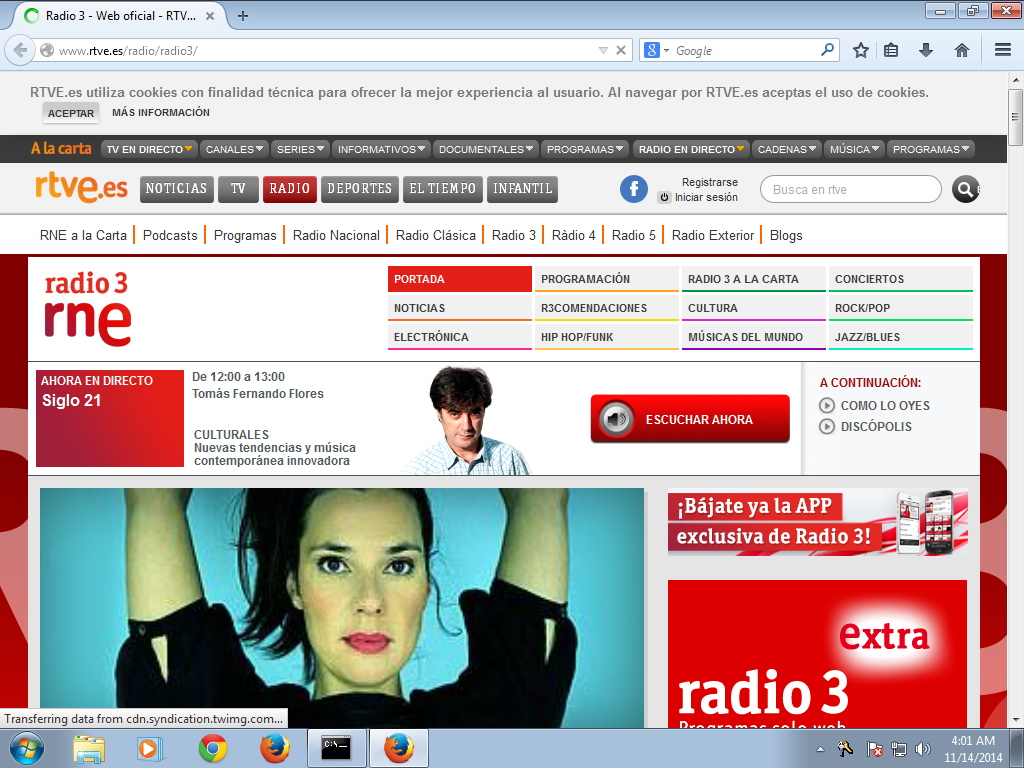 Radio 3 - Web oficial - RTV...
www.rtve.es/radio/radio3/
Google
RTVE.es utiliza cookies con finalidad técnica para ofrecer la mejor experiencia al usuario. Al navegar por RTVE.es aceptas el uso de cookies.
ACEPTAR MÁS INFORMACIÓN
A la carta TV EN DIRECTO CANALES SERIES INFORMATIVOS DOCUMENTALES PROGRAMAS RADIO EN DIRECTO CADENAS MÚSICA PROGRAMAS
rtve.es NOTICIAS TV RADIO DEPORTES EL TIEMPO INFANTIL
f
Registrarse
Iniciar sesión
Busca en rtve
RNE a la Carta Podcasts Programas Radio Nacional Radio Clásica Radio 3 Ràdio 4 Radio 5 Radio Exterior Blogs
radio 3
rne
PORTADA PROGRAMACIÓN RADIO 3 A LA CARTA CONCIERTOS
NOTICIAS R3COMENDACIONES CULTURA ROCK/POP
ELECTRÓNICA HIP HOP/FUNK MÚSICAS DEL MUNDO JAZZ/BLUES
AHORA EN DIRECTO
Siglo 21
De 12:00 a 13:00
Tomás Fernando Flores
CULTURALES
Nuevas tendencias y música
contemporánea innovadora
ESCUCHAR AHORA
A CONTINUACIÓN:
COMO LO OYES
DISCÓPOLIS
¡Bájate ya la APP
exclusiva de Radio 3!
extra
radio 3
Programas solo web
Transferring data from cdn.syndication.twimg.com...
C:\_
4:01 AM
11/14/2014